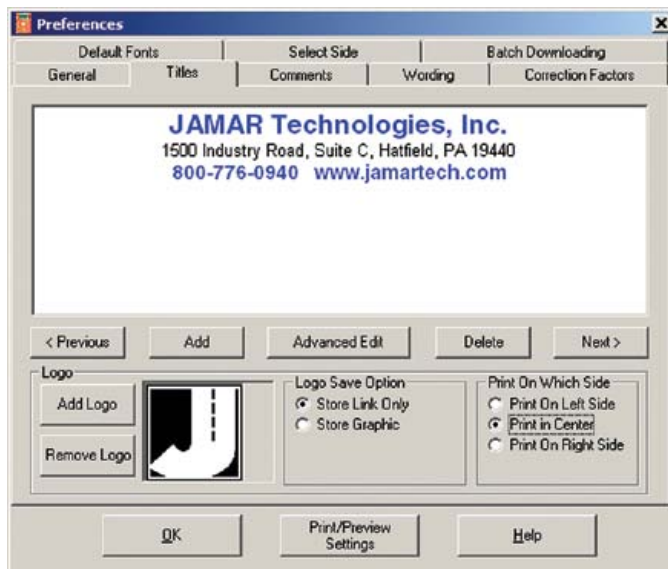 Preferences
Default Fonts
Select Side
Batch Downloading
General
Titles
Comments
Wording
Correction Factors
JAMAR Technologies, Inc.
1500 Industry Road, Suite C, Hatfield, PA 19440
800-776-0940 www.jamartech.com
< Previous
Add
Advanced Edit
Delete
Next >
Logo
Add Logo
Remove Logo
Logo Save Option
Store Link Only
Store Graphic
Print On Which Side
Print On Left Side
Print in Center
Print On Right Side
OK
Print/Preview
Settings
Help